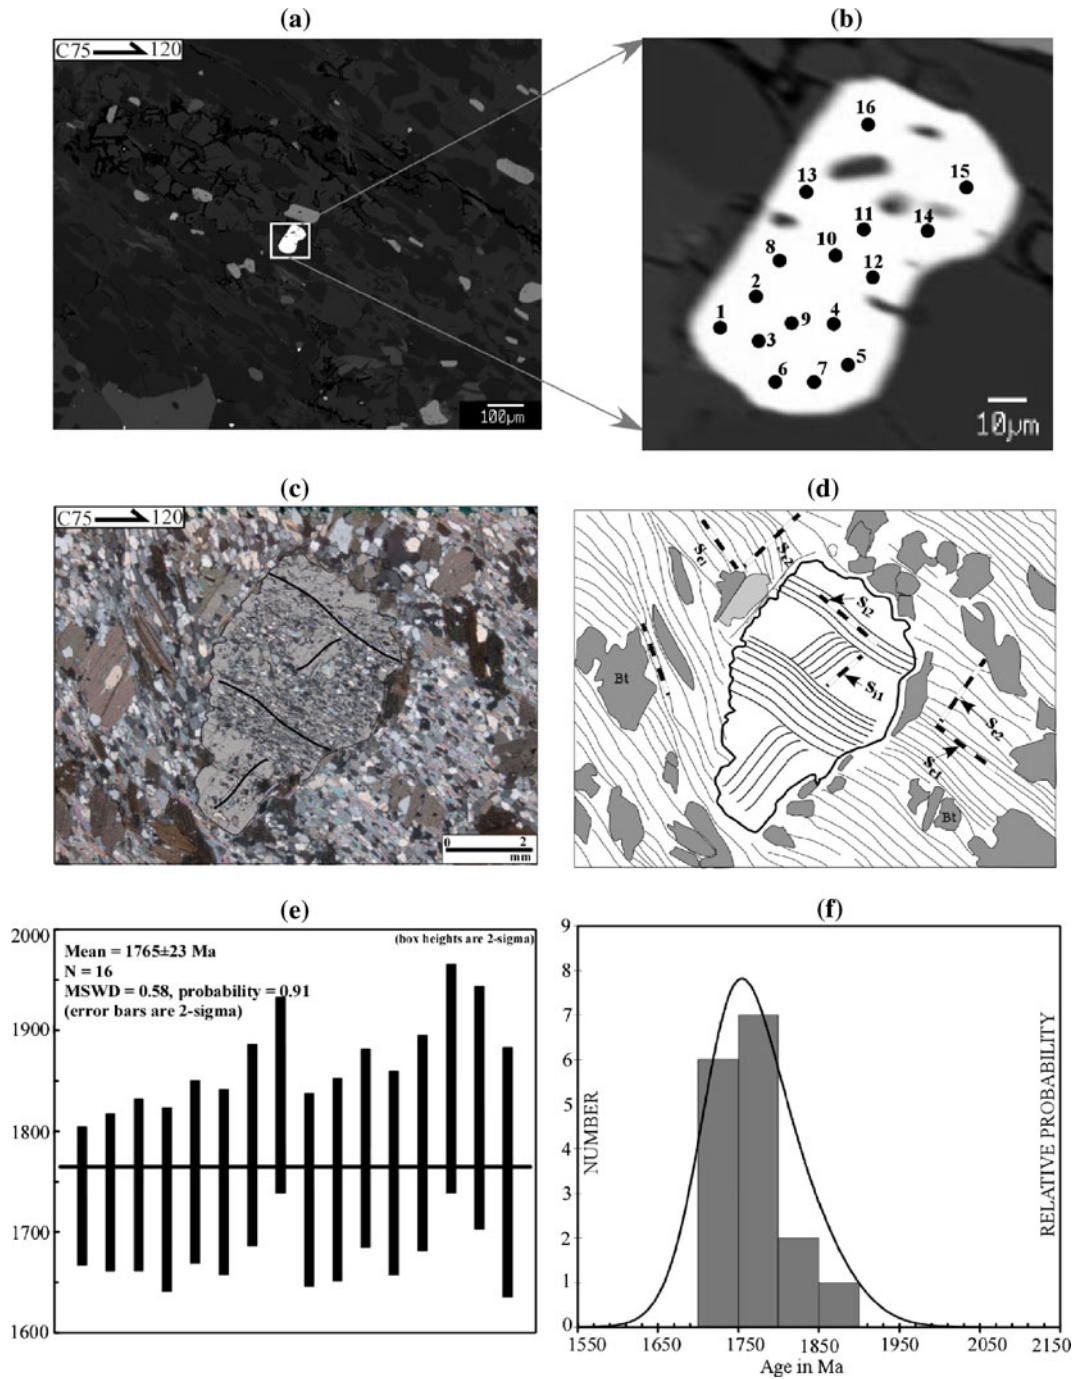 (a)
C75 120
100µm
(b)
16
13
15
11
14
8
10
12
2
1
9
4
3
5
6
7
10µm
(c)
C75 120
0 2
mm
(d)
Se1
Se2
Si2
Si1
Bt
Se2
Se1
Bt
(e)
2000
(box heights are 2-sigma)
Mean = 1765±23 Ma
N = 16
MSWD = 0.58, probability = 0.91
(error bars are 2-sigma)
1900
1800
1700
1600
(f)
9
8
7
6
5
4
3
2
1
0
NUMBER
RELATIVE PROBABILITY
1550 1650 1750 1850 1950 2050 2150
Age in Ma